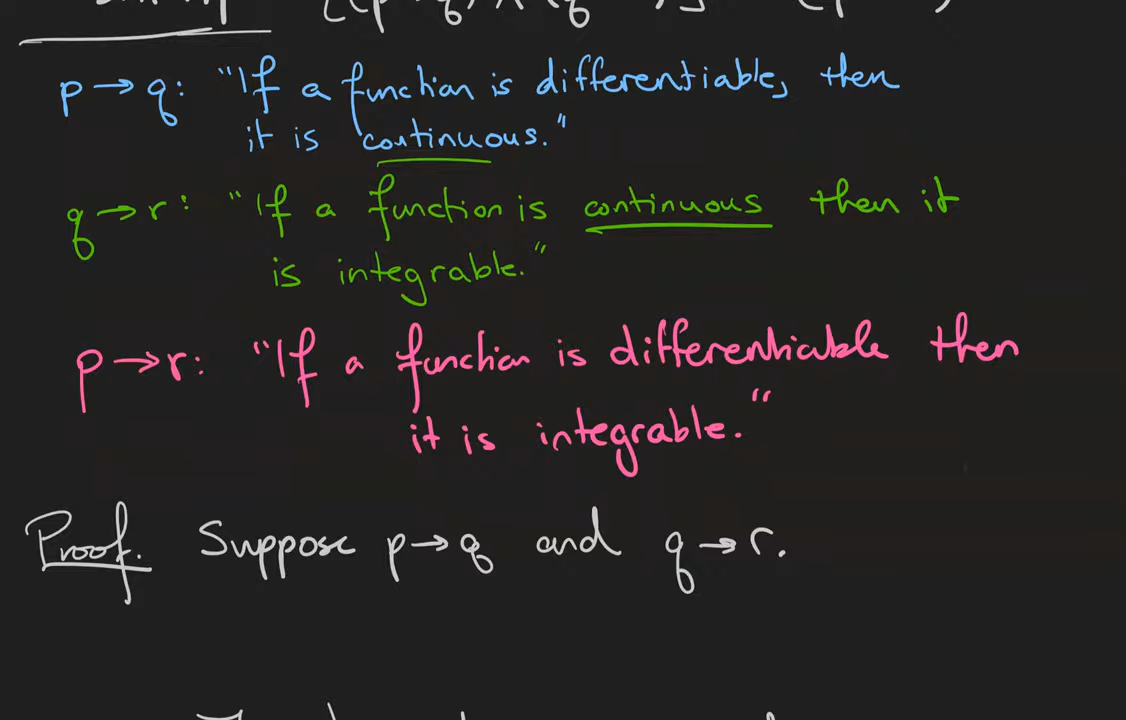 p → q: "If a function is differentiable, then
it is continuous."
q → r: "If a function is continuous then it
is integrable."
p → r: "If a function is differentiable then
it is integrable."
Proof. Suppose p → q and q → r.